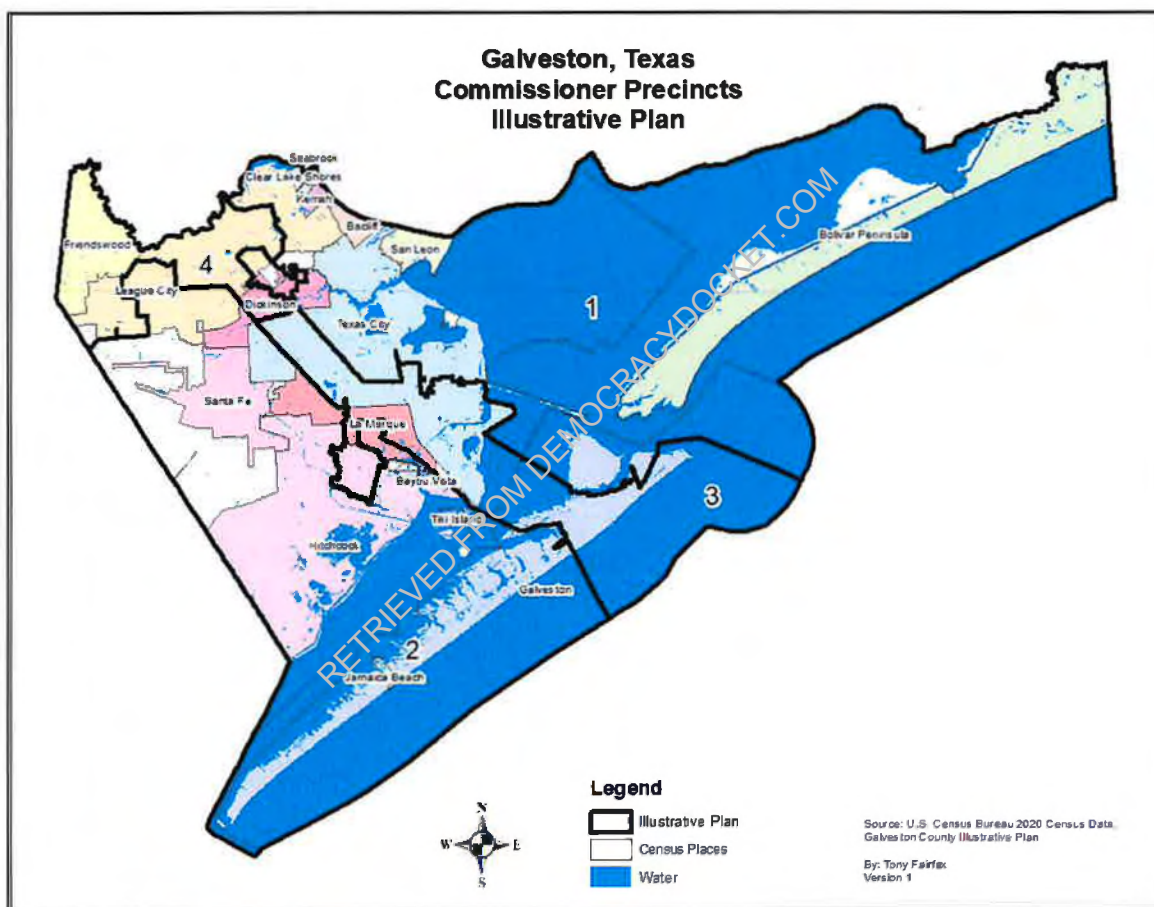 Galveston, Texas
Commissioner Precincts
Illustrative Plan
Seabrook
Clear Lake Shores
Kemah
Bacliff
San Leon
Friendswood
4
League City
Dickinson
Texas City
1
Bolivar Peninsula
Santa Fe
La Marque
Bayou Vista
3
Tiki Island
Hitchcock
Galveston
2
Jamaica Beach
RETRIEVED FROM DEMOCRACYDOCKET.COM
Legend
Illustrative Plan
Census Places
Water
N
W E
S
Source: U.S. Census Bureau 2020 Census Data,
Galveston County Illustrative Plan
By: Tony Fairfax
Version 1